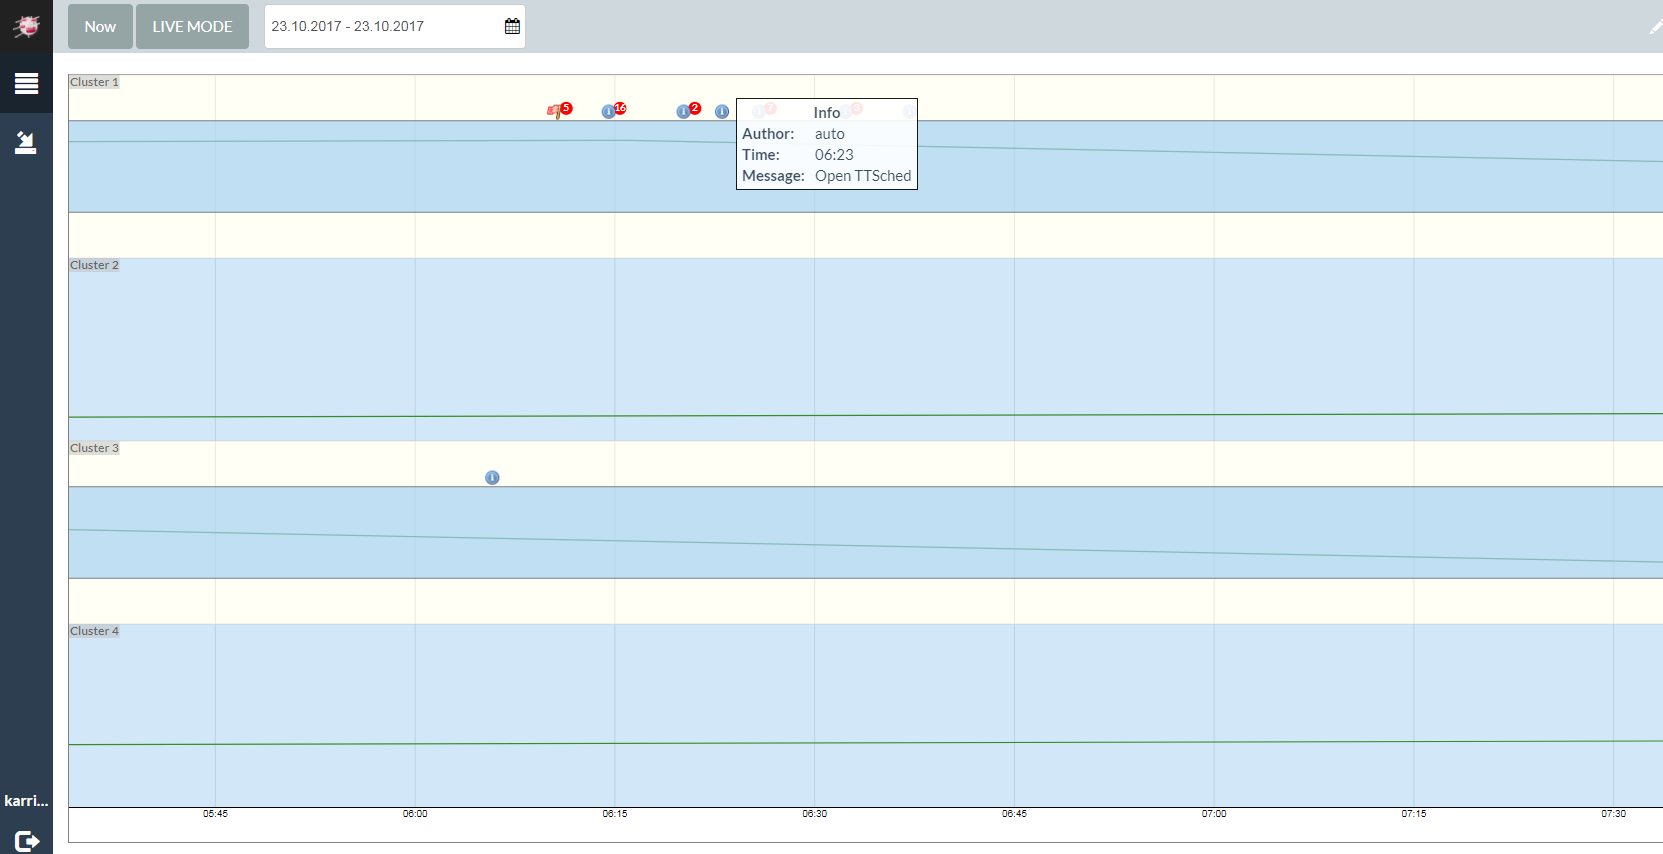 Now
LIVE MODE
23.10.2017 - 23.10.2017
Cluster 1
5
16
2
7
3
Info
Author: auto
Time: 06:23
Message: Open TTSched
Cluster 2
Cluster 3
Cluster 4
karri...
05:45 06:00 06:15 06:30 06:45 07:00 07:15 07:30